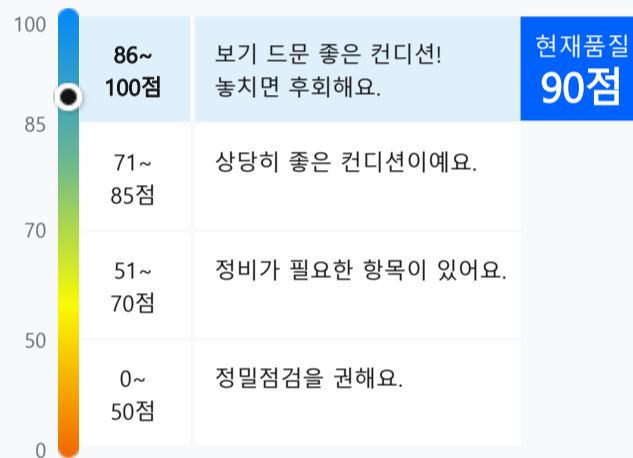 100
86~
100점
보기 드문 좋은 컨디션!
놓치면 후회해요.
현재품질
90점
85
71~
85점
상당히 좋은 컨디션이예요.
70
51~
70점
정비가 필요한 항목이 있어요.
50
0~
50점
정밀점검을 권해요.
0